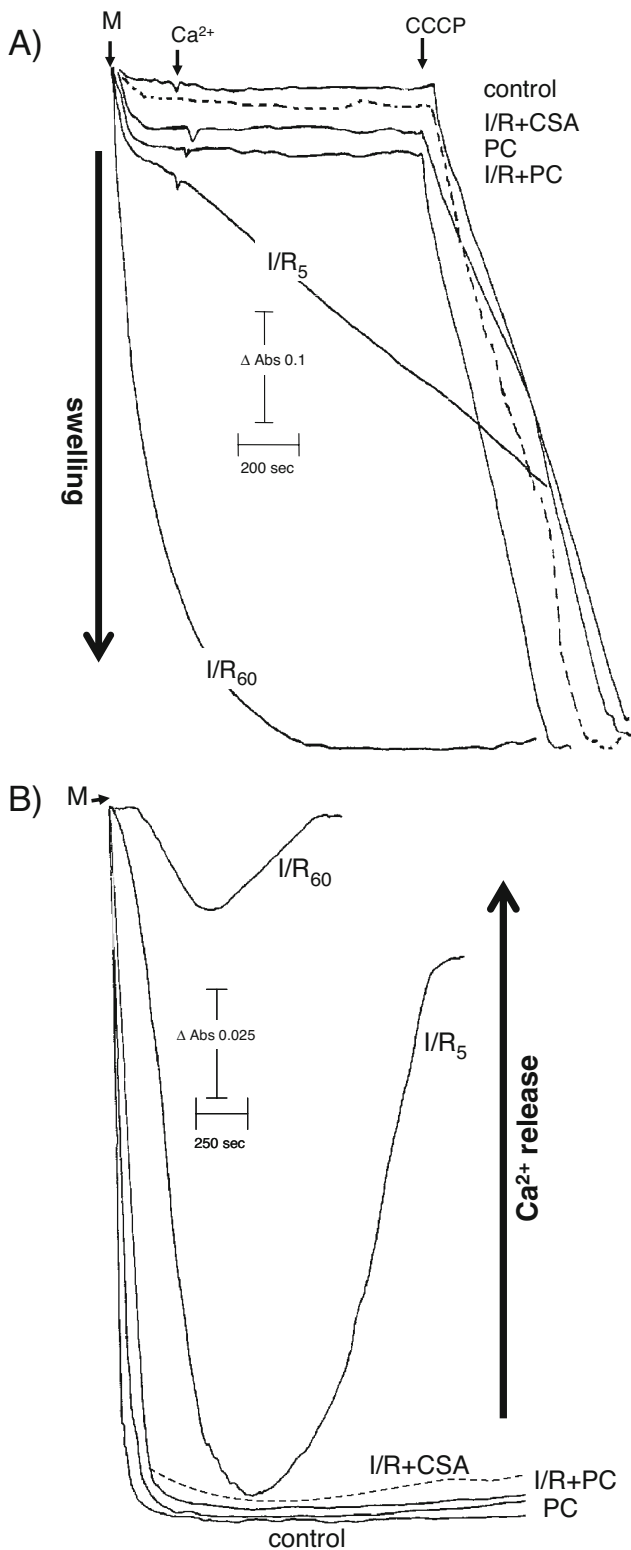 A)
M
Ca²⁺
CCCP
control
I/R+CSA
PC
I/R+PC
I/R₅
Δ Abs 0.1
200 sec
swelling
I/R₆₀
B)
M
I/R₆₀
Δ Abs 0.025
250 sec
I/R₅
Ca²⁺ release
I/R+CSA
I/R+PC
PC
control